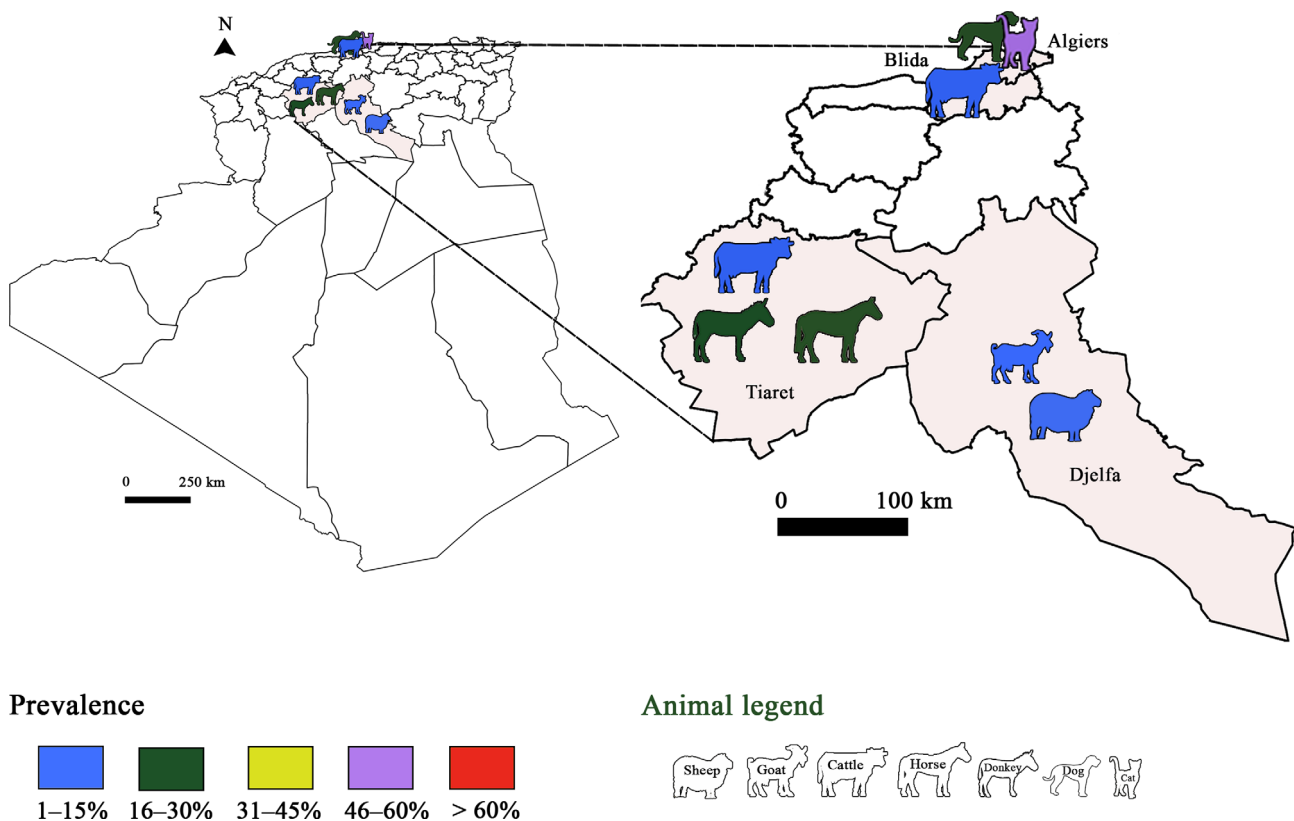 N
Algiers
Blida
Tiaret
Djelfa
0 250 km
0 100 km
Prevalence
1–15% 16–30% 31–45% 46–60% > 60%
Animal legend
Sheep Goat Cattle Horse Donkey Dog Cat